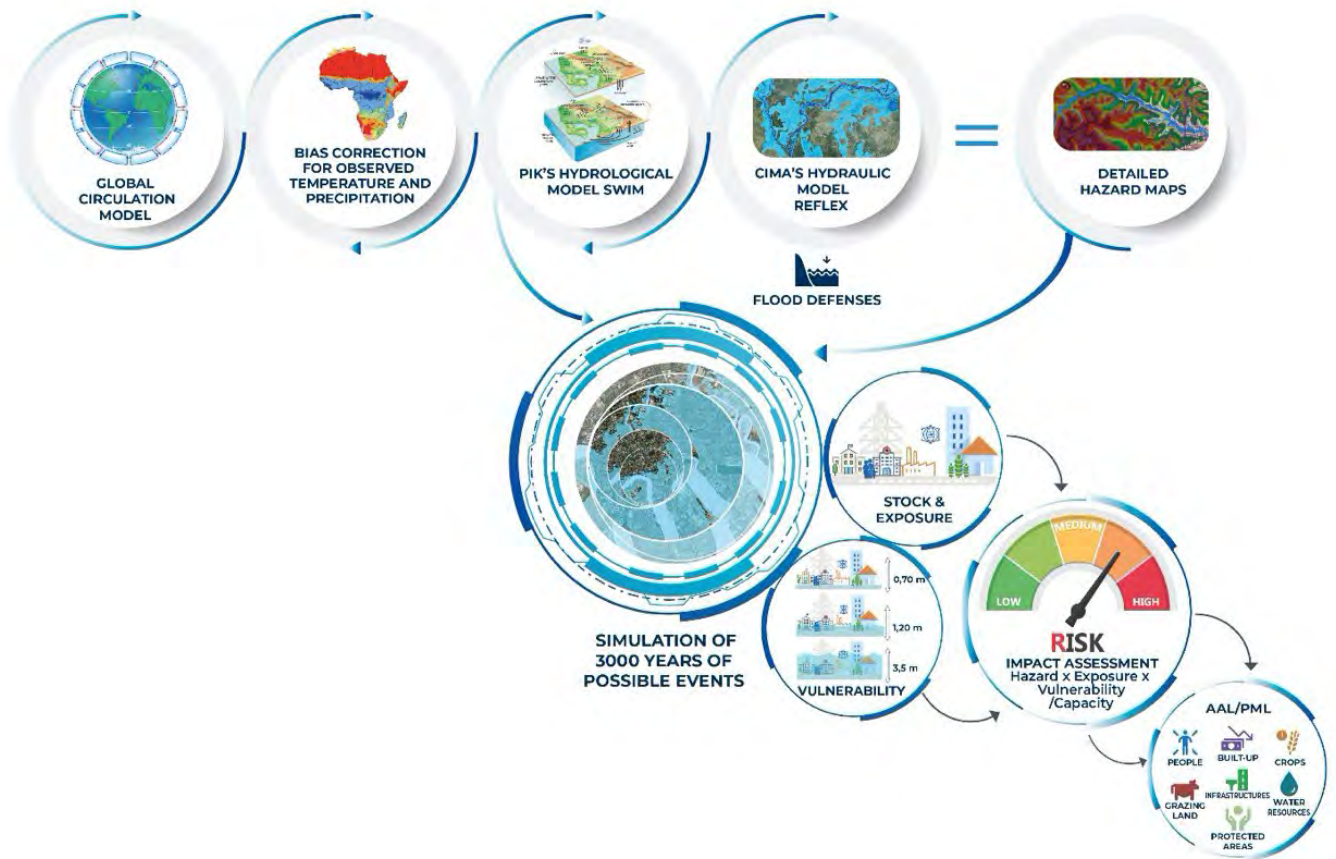 GLOBAL
CIRCULATION
MODEL
BIAS CORRECTION
FOR OBSERVED
TEMPERATURE AND
PRECIPITATION
PIK'S HYDROLOGICAL
MODEL SWIM
CIMA'S HYDRAULIC
MODEL
REFLEX
=
DETAILED
HAZARD MAPS
FLOOD DEFENSES
SIMULATION OF
3000 YEARS OF
POSSIBLE EVENTS
STOCK &
EXPOSURE
0,70 m
1,20 m
3,5 m
VULNERABILITY
LOW
MEDIUM
HIGH
RISK
IMPACT ASSESSMENT
Hazard x Exposure x
Vulnerability
/Capacity
AAL/PML
PEOPLE
BUILT-UP
CROPS
GRAZING
LAND
INFRASTRUCTURES
WATER
RESOURCES
PROTECTED
AREAS